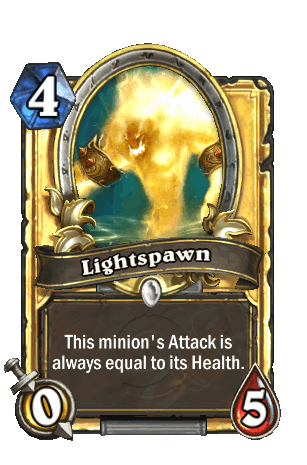 4
Lightspawn
This minion's Attack is
always equal to its Health.
0
5